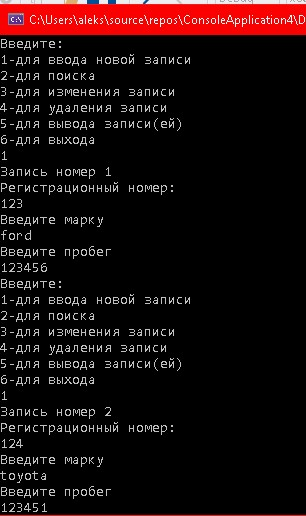 C:\Users\aleks\source\repos\ConsoleApplication4\D
Введите:
1-для ввода новой записи
2-для поиска
3-для изменения записи
4-для удаления записи
5-для вывода записи(ей)
6-для выхода
1
Запись номер 1
Регистрационный номер:
123
Введите марку
ford
Введите пробег
123456
Введите:
1-для ввода новой записи
2-для поиска
3-для изменения записи
4-для удаления записи
5-для вывода записи(ей)
6-для выхода
1
Запись номер 2
Регистрационный номер:
124
Введите марку
toyota
Введите пробег
123451